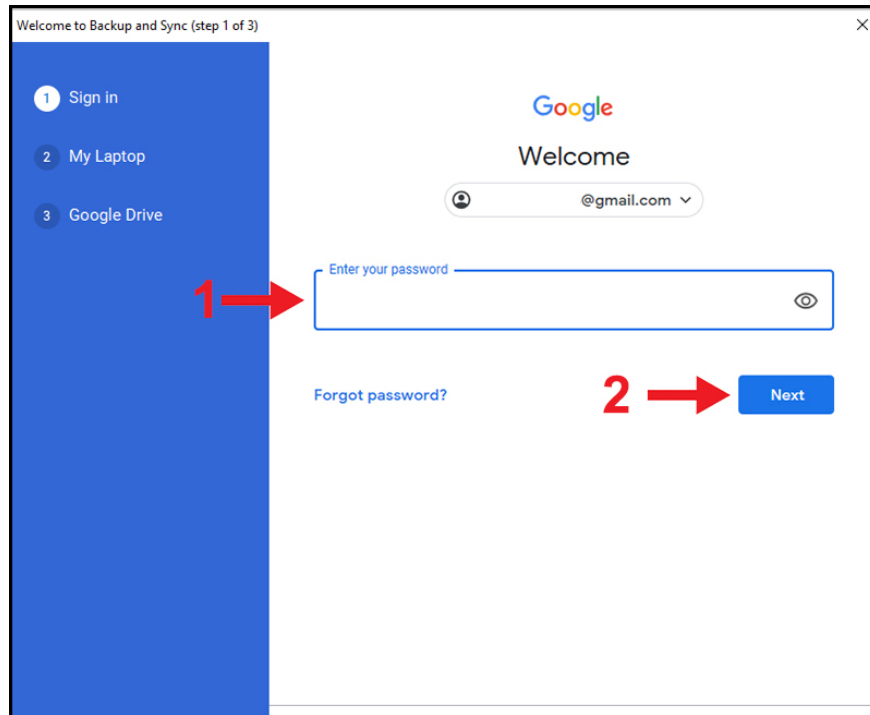 Welcome to Backup and Sync (step 1 of 3)
1 Sign in
2 My Laptop
3 Google Drive
Google
Welcome
@gmail.com
Enter your password
1
Forgot password?
2
Next